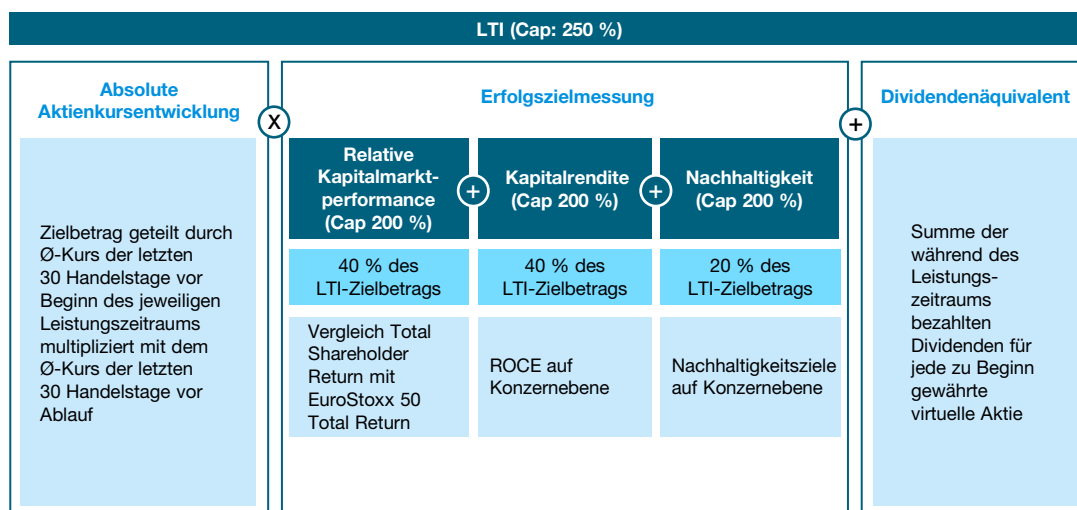 LTI (Cap: 250 %)
Absolute
Aktienkursentwicklung
Zielbetrag geteilt durch
Ø-Kurs der letzten
30 Handelstage vor
Beginn des jeweiligen
Leistungszeitraums
multipliziert mit dem
Ø-Kurs der letzten
30 Handelstage vor
Ablauf
X
Erfolgszielmessung
Relative
Kapitalmarkt-
performance
(Cap 200 %)
40 % des
LTI-Zielbetrags
Vergleich Total
Shareholder
Return mit
EuroStoxx 50
Total Return
+
Kapitalrendite
(Cap 200 %)
40 % des
LTI-Zielbetrags
ROCE auf
Konzernebene
+
Nachhaltigkeit
(Cap 200 %)
20 % des
LTI-Zielbetrags
Nachhaltigkeitsziele
auf Konzernebene
+
Dividendenäquivalent
Summe der
während des
Leistungs-
zeitraums
bezahlten
Dividenden für
jede zu Beginn
gewährte
virtuelle Aktie